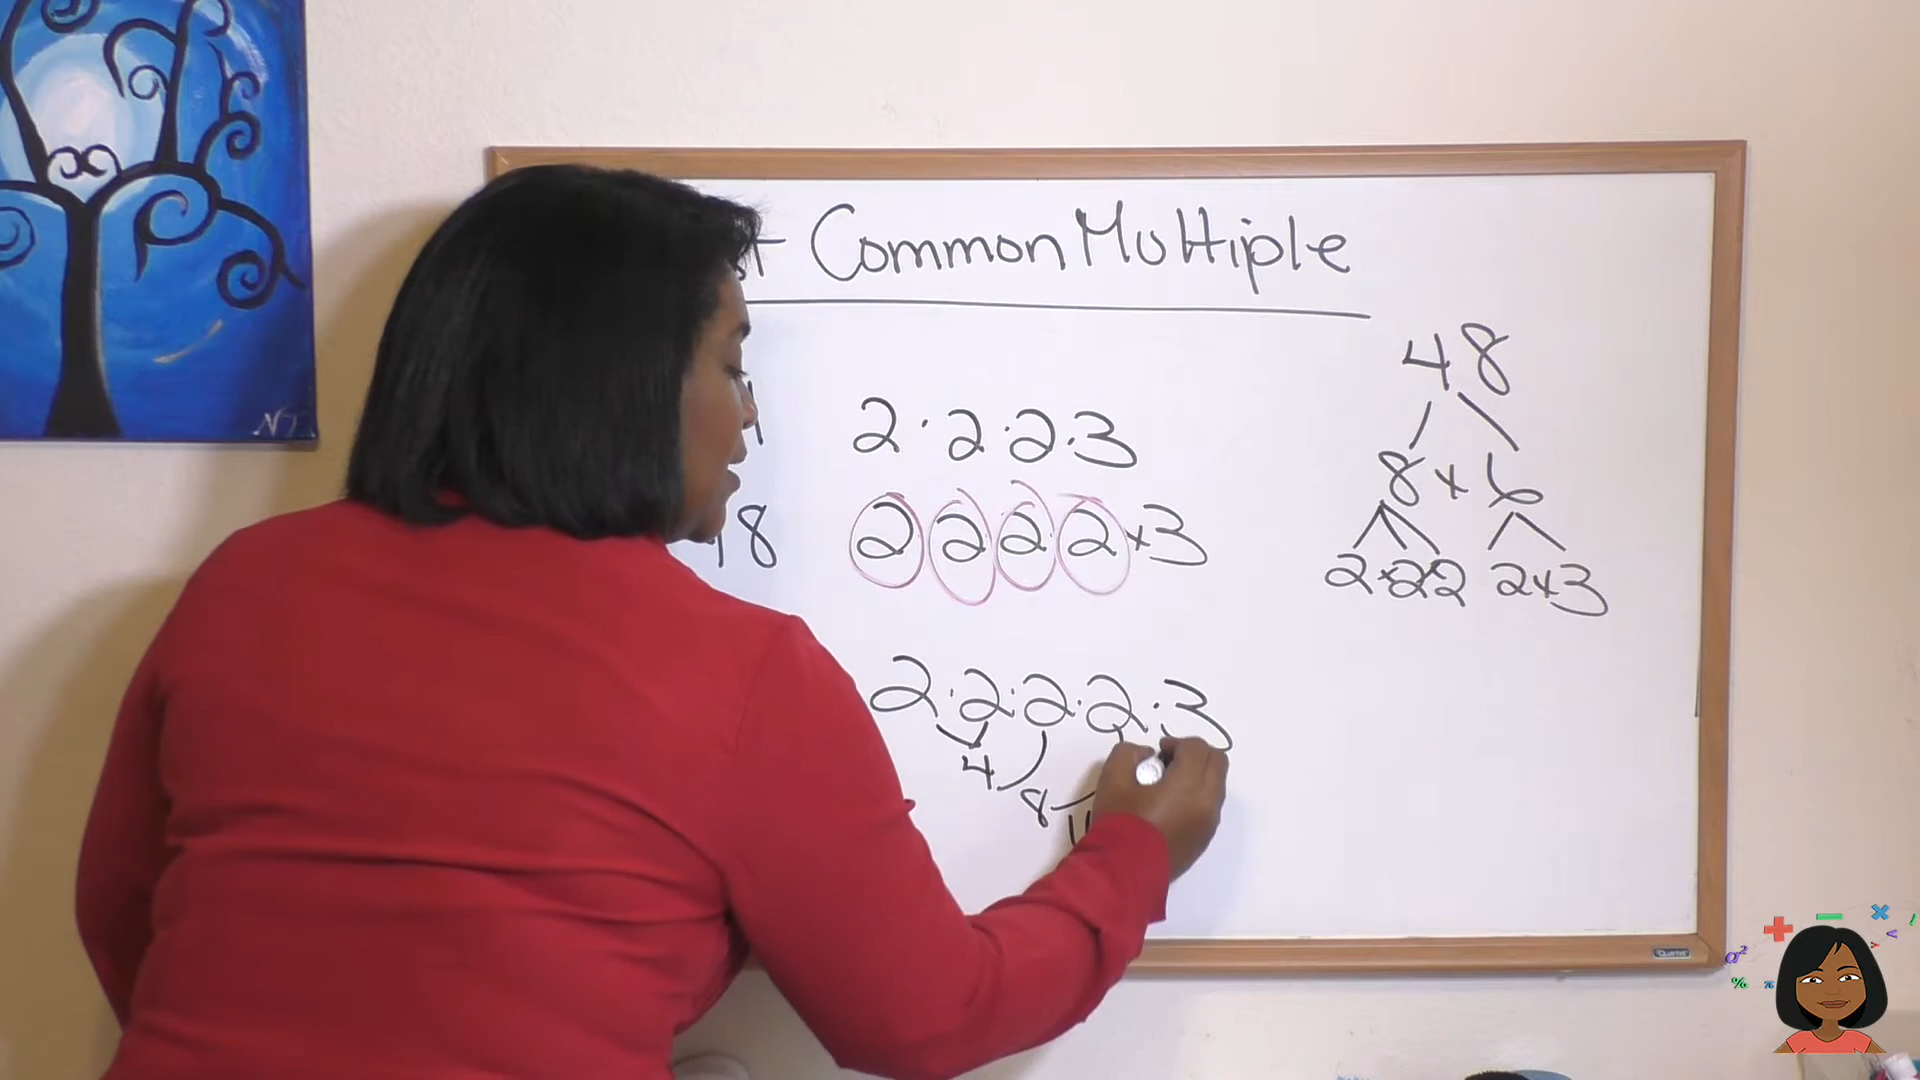 Common Multiple
48
2·2·2·3
8 × 6
48 2 2 2 2 × 3
2×2×2 2×3
2·2·2·2·3
4
8